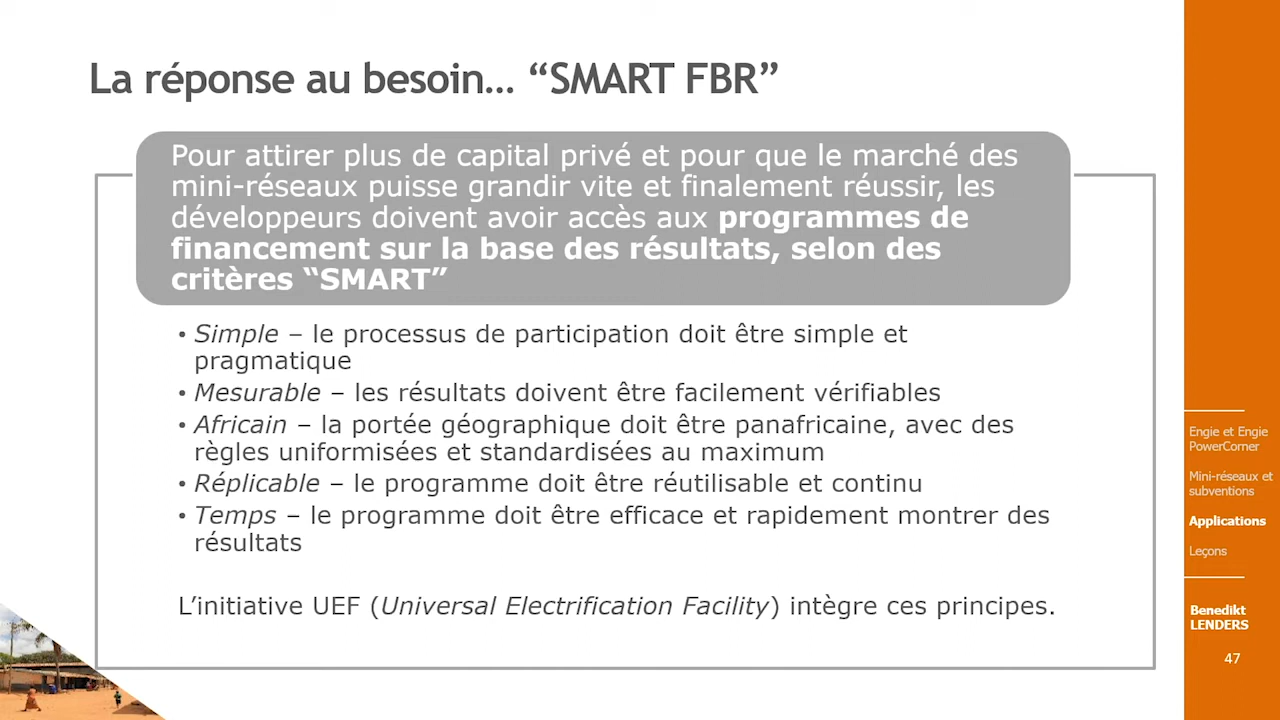 La réponse au besoin… “SMART FBR”
Pour attirer plus de capital privé et pour que le marché des
mini-réseaux puisse grandir vite et finalement réussir, les
développeurs doivent avoir accès aux programmes de
financement sur la base des résultats, selon des
critères “SMART”
• Simple – le processus de participation doit être simple et
pragmatique
• Mesurable – les résultats doivent être facilement vérifiables
• Africain – la portée géographique doit être panafricaine, avec des
règles uniformisées et standardisées au maximum
• Réplicable – le programme doit être réutilisable et continu
• Temps – le programme doit être efficace et rapidement montrer des
résultats
L’initiative UEF (Universal Electrification Facility) intègre ces principes.
Engie et Engie
PowerCorner
Mini-réseaux et
subventions
Applications
Leçons
Benedikt
LENDERS
47